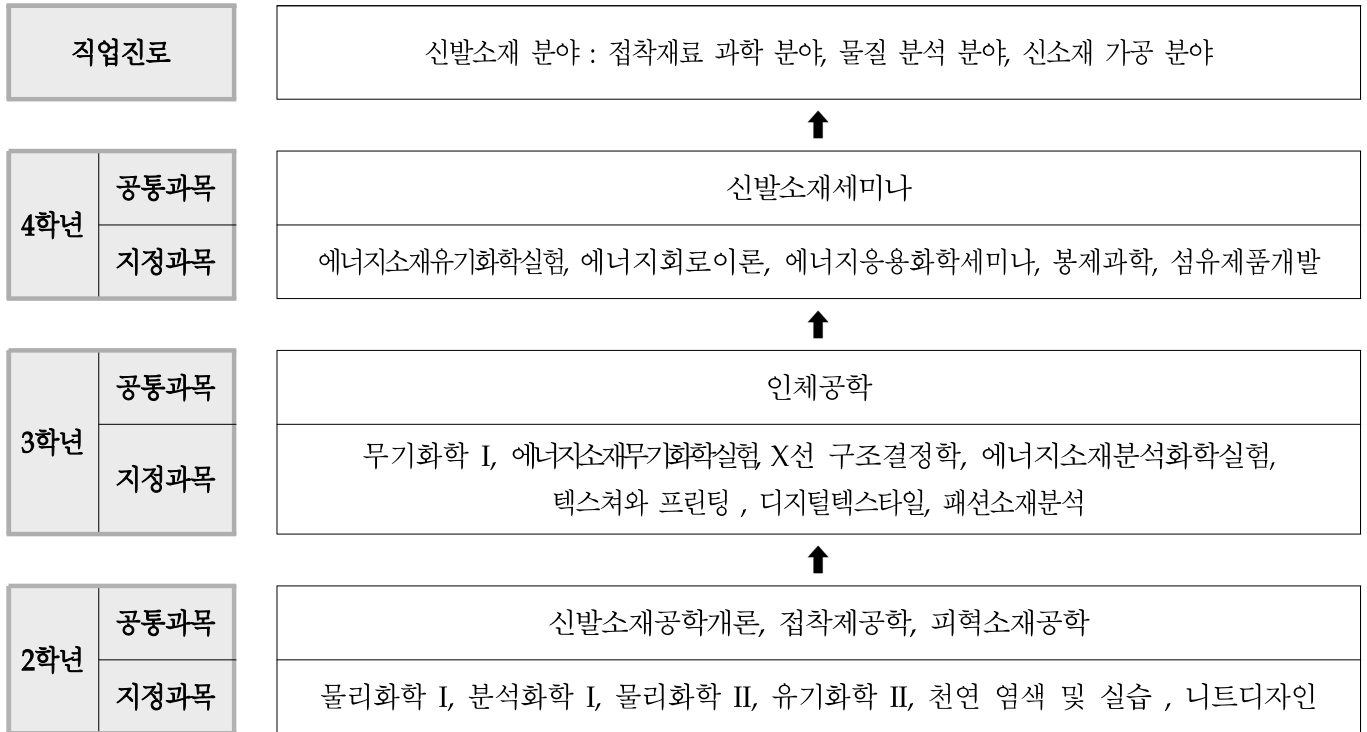 직업진로
신발소재 분야 : 접착재료 과학 분야, 물질 분석 분야, 신소재 가공 분야
4학년
공통과목
신발소재세미나
지정과목
에너지소재유기화학실험, 에너지회로이론, 에너지응용화학세미나, 봉제과학, 섬유제품개발
3학년
공통과목
인체공학
지정과목
무기화학 I, 에너지소재무기화학실험, X선 구조결정학, 에너지소재분석화학실험,
텍스쳐와 프린팅 , 디지털텍스타일, 패션소재분석
2학년
공통과목
신발소재공학개론, 접착제공학, 피혁소재공학
지정과목
물리화학 I, 분석화학 I, 물리화학 II, 유기화학 II, 천연 염색 및 실습 , 니트디자인